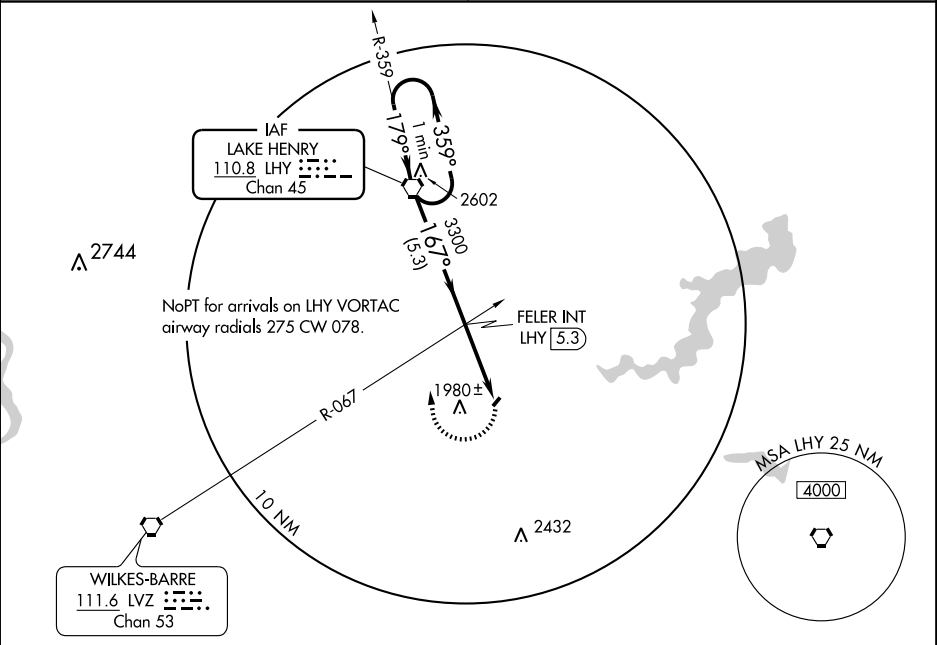 R-359
IAF
LAKE HENRY
110.8 LHY
Chan 45
179°
1 min
359°
2602
3300
167°
(5.3)
2744
NoPT for arrivals on LHY VORTAC
airway radials 275 CW 078.
FELER INT
LHY 5.3
R-067
1980±
10 NM
2432
MSA LHY 25 NM
4000
WILKES-BARRE
111.6 LVZ
Chan 53